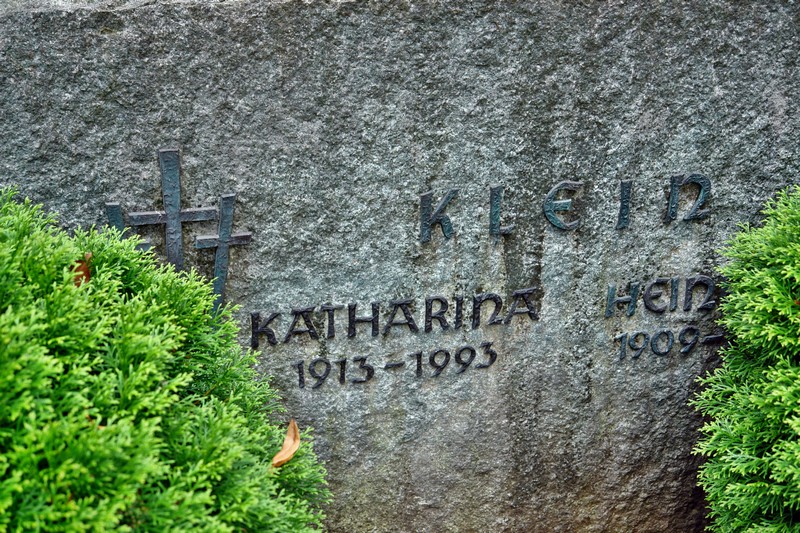 KLEIN
KATHARINA HEIN
1913-1993 1909-